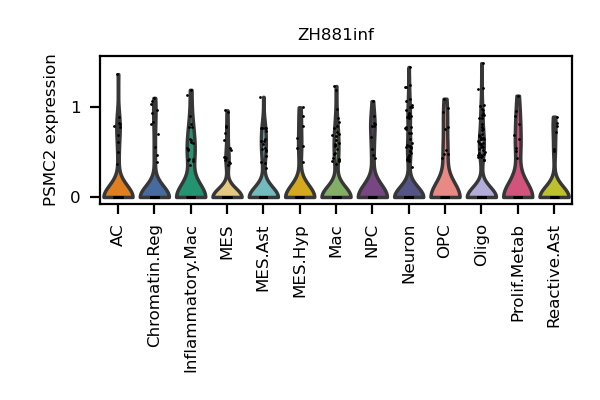 ZH881inf
PSMC2 expression
1
0
AC
Chromatin.Reg
Inflammatory.Mac
MES
MES.Ast
MES.Hyp
Mac
NPC
Neuron
OPC
Oligo
Prolif.Metab
Reactive.Ast